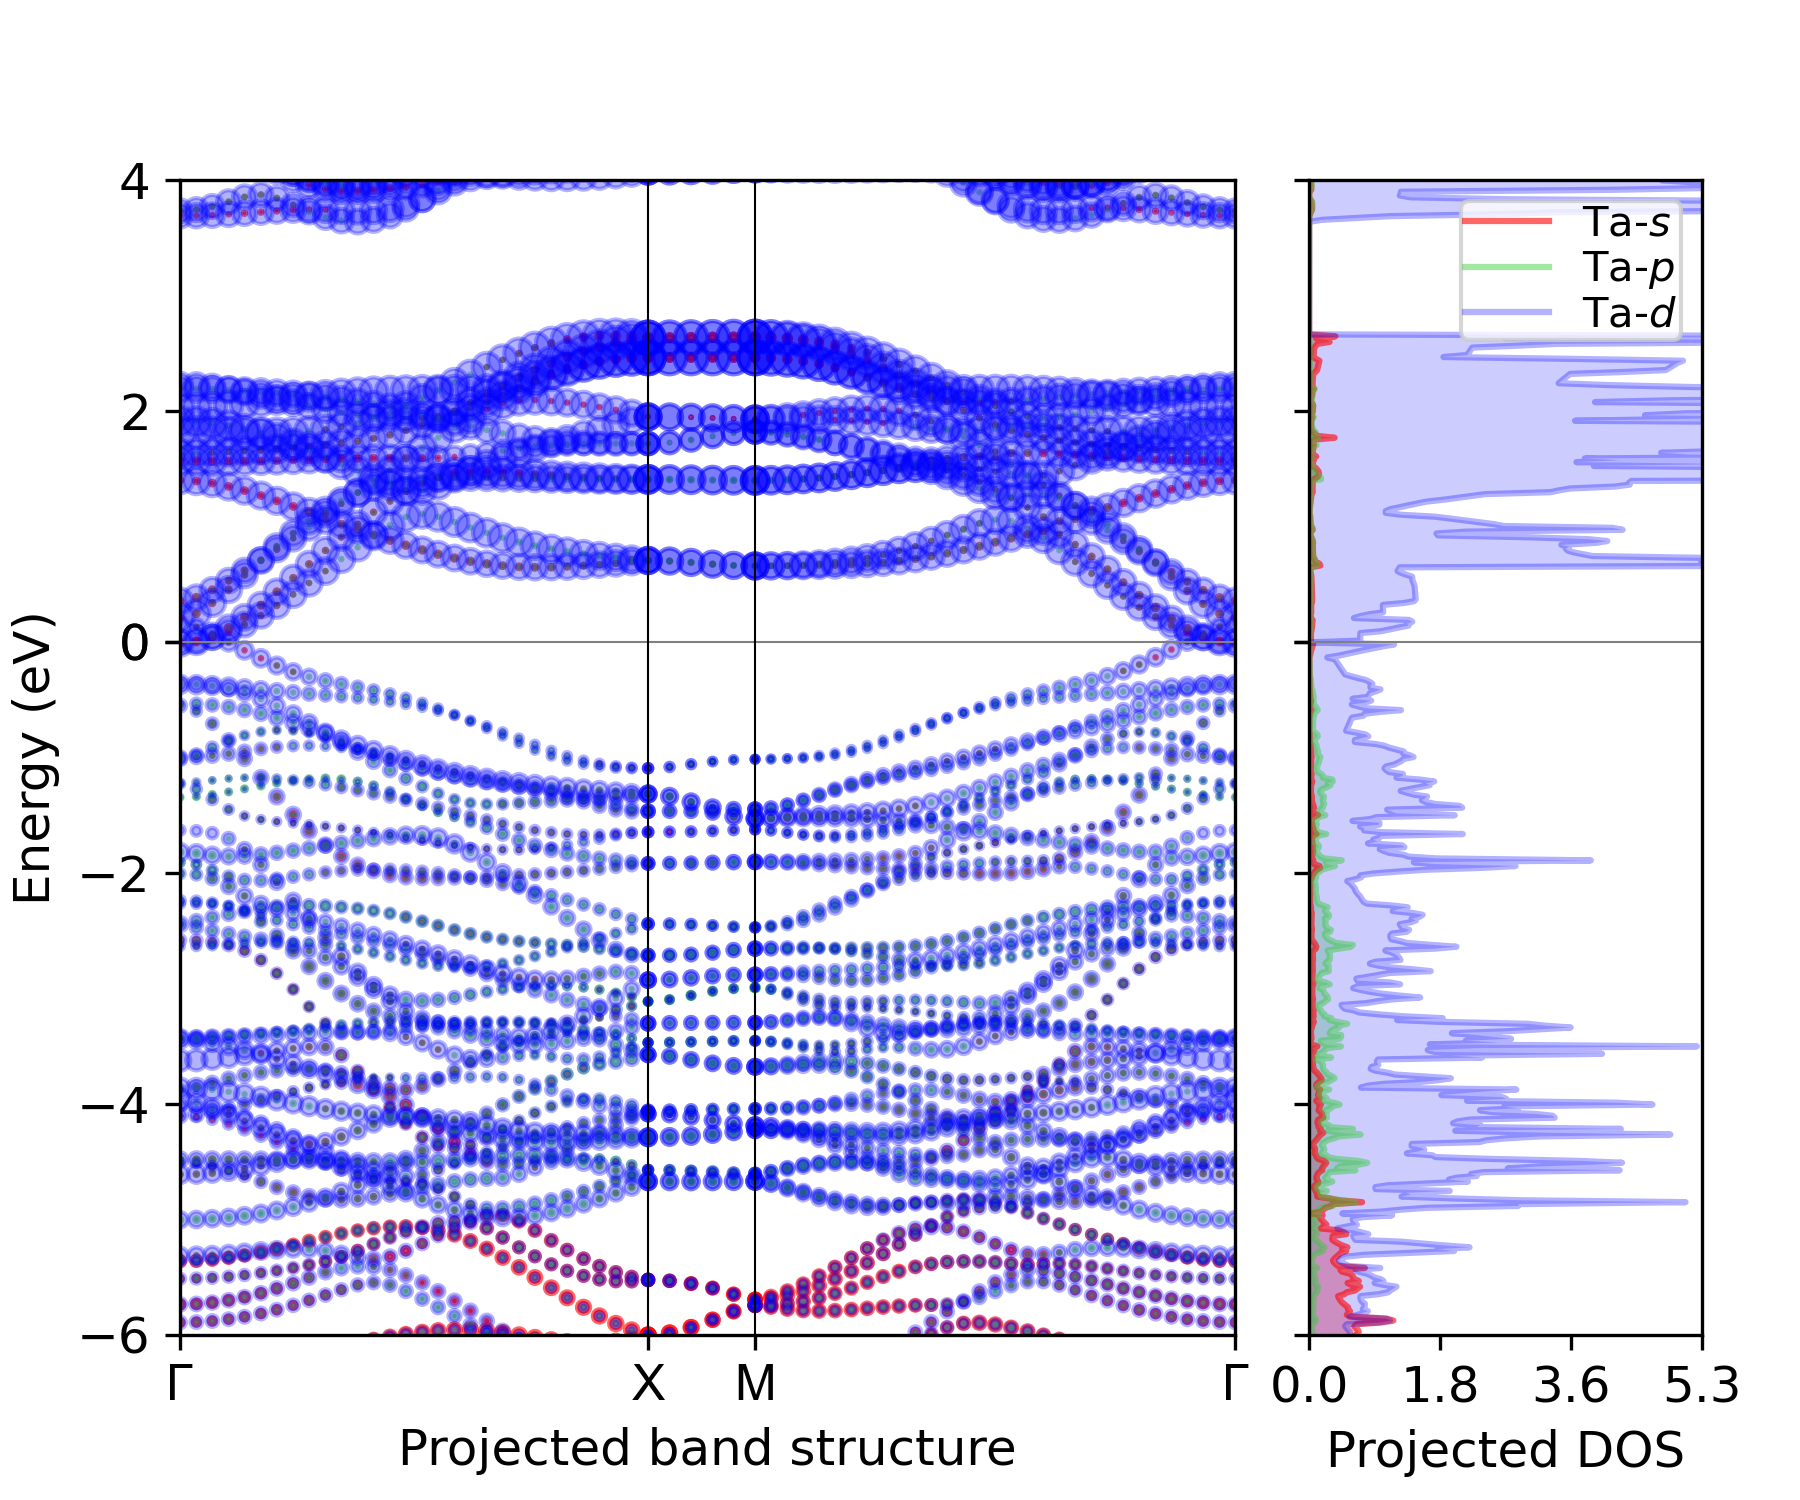 4
2
0
−2
−4
−6
Energy (eV)
Γ X M Γ
Projected band structure
Ta-s
Ta-p
Ta-d
0.0 1.8 3.6 5.3
Projected DOS